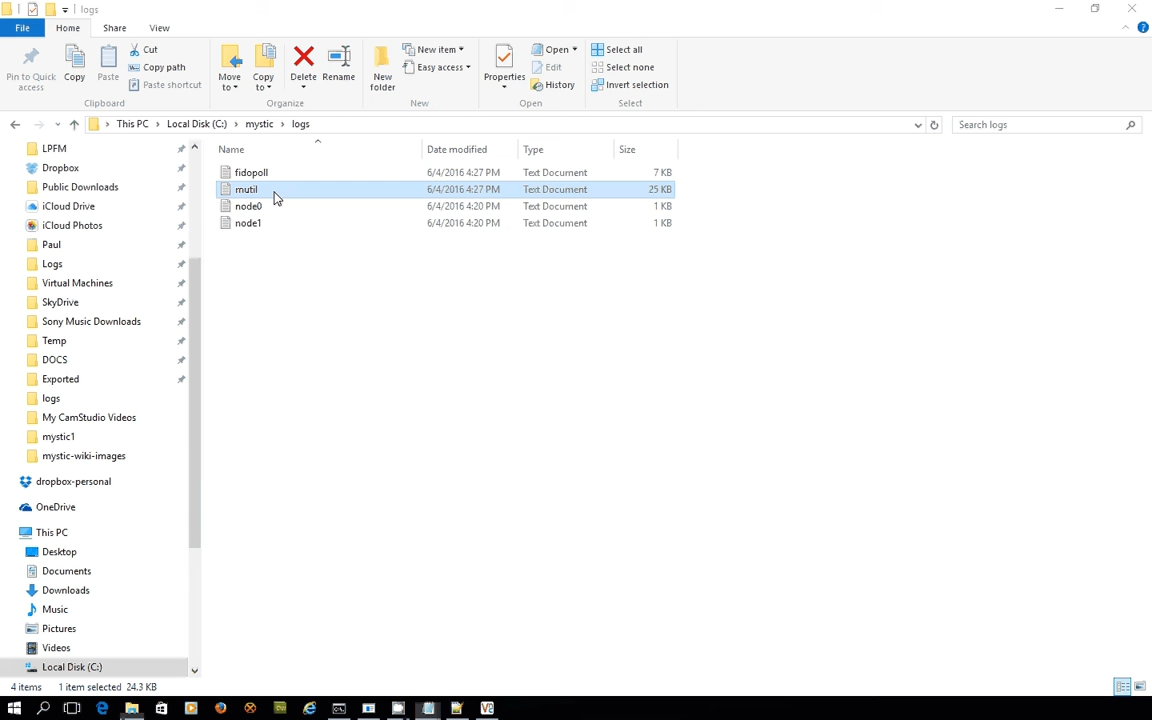 logs
File Home Share View
Pin to Quick access
Copy
Paste
Cut
Copy path
Paste shortcut
Clipboard
Move to
Copy to
Delete
Rename
Organize
New folder
New item
Easy access
New
Properties
Open
Edit
History
Open
Select all
Select none
Invert selection
Select
This PC Local Disk (C:) mystic logs
Search logs
Name Date modified Type Size
fidopoll 6/4/2016 4:27 PM Text Document 7 KB
mutil 6/4/2016 4:27 PM Text Document 25 KB
node0 6/4/2016 4:20 PM Text Document 1 KB
node1 6/4/2016 4:20 PM Text Document 1 KB
LPFM
Dropbox
Public Downloads
iCloud Drive
iCloud Photos
Paul
Logs
Virtual Machines
SkyDrive
Sony Music Downloads
Temp
DOCS
Exported
logs
My CamStudio Videos
mystic1
mystic-wiki-images
dropbox-personal
OneDrive
This PC
Desktop
Documents
Downloads
Music
Pictures
Videos
Local Disk (C:)
4 items 1 item selected 24.3 KB